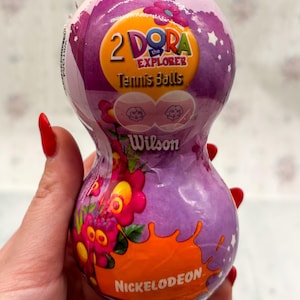 2 DORA
the
EXPLORER
Tennis Balls
Wilson
NICKELODEON